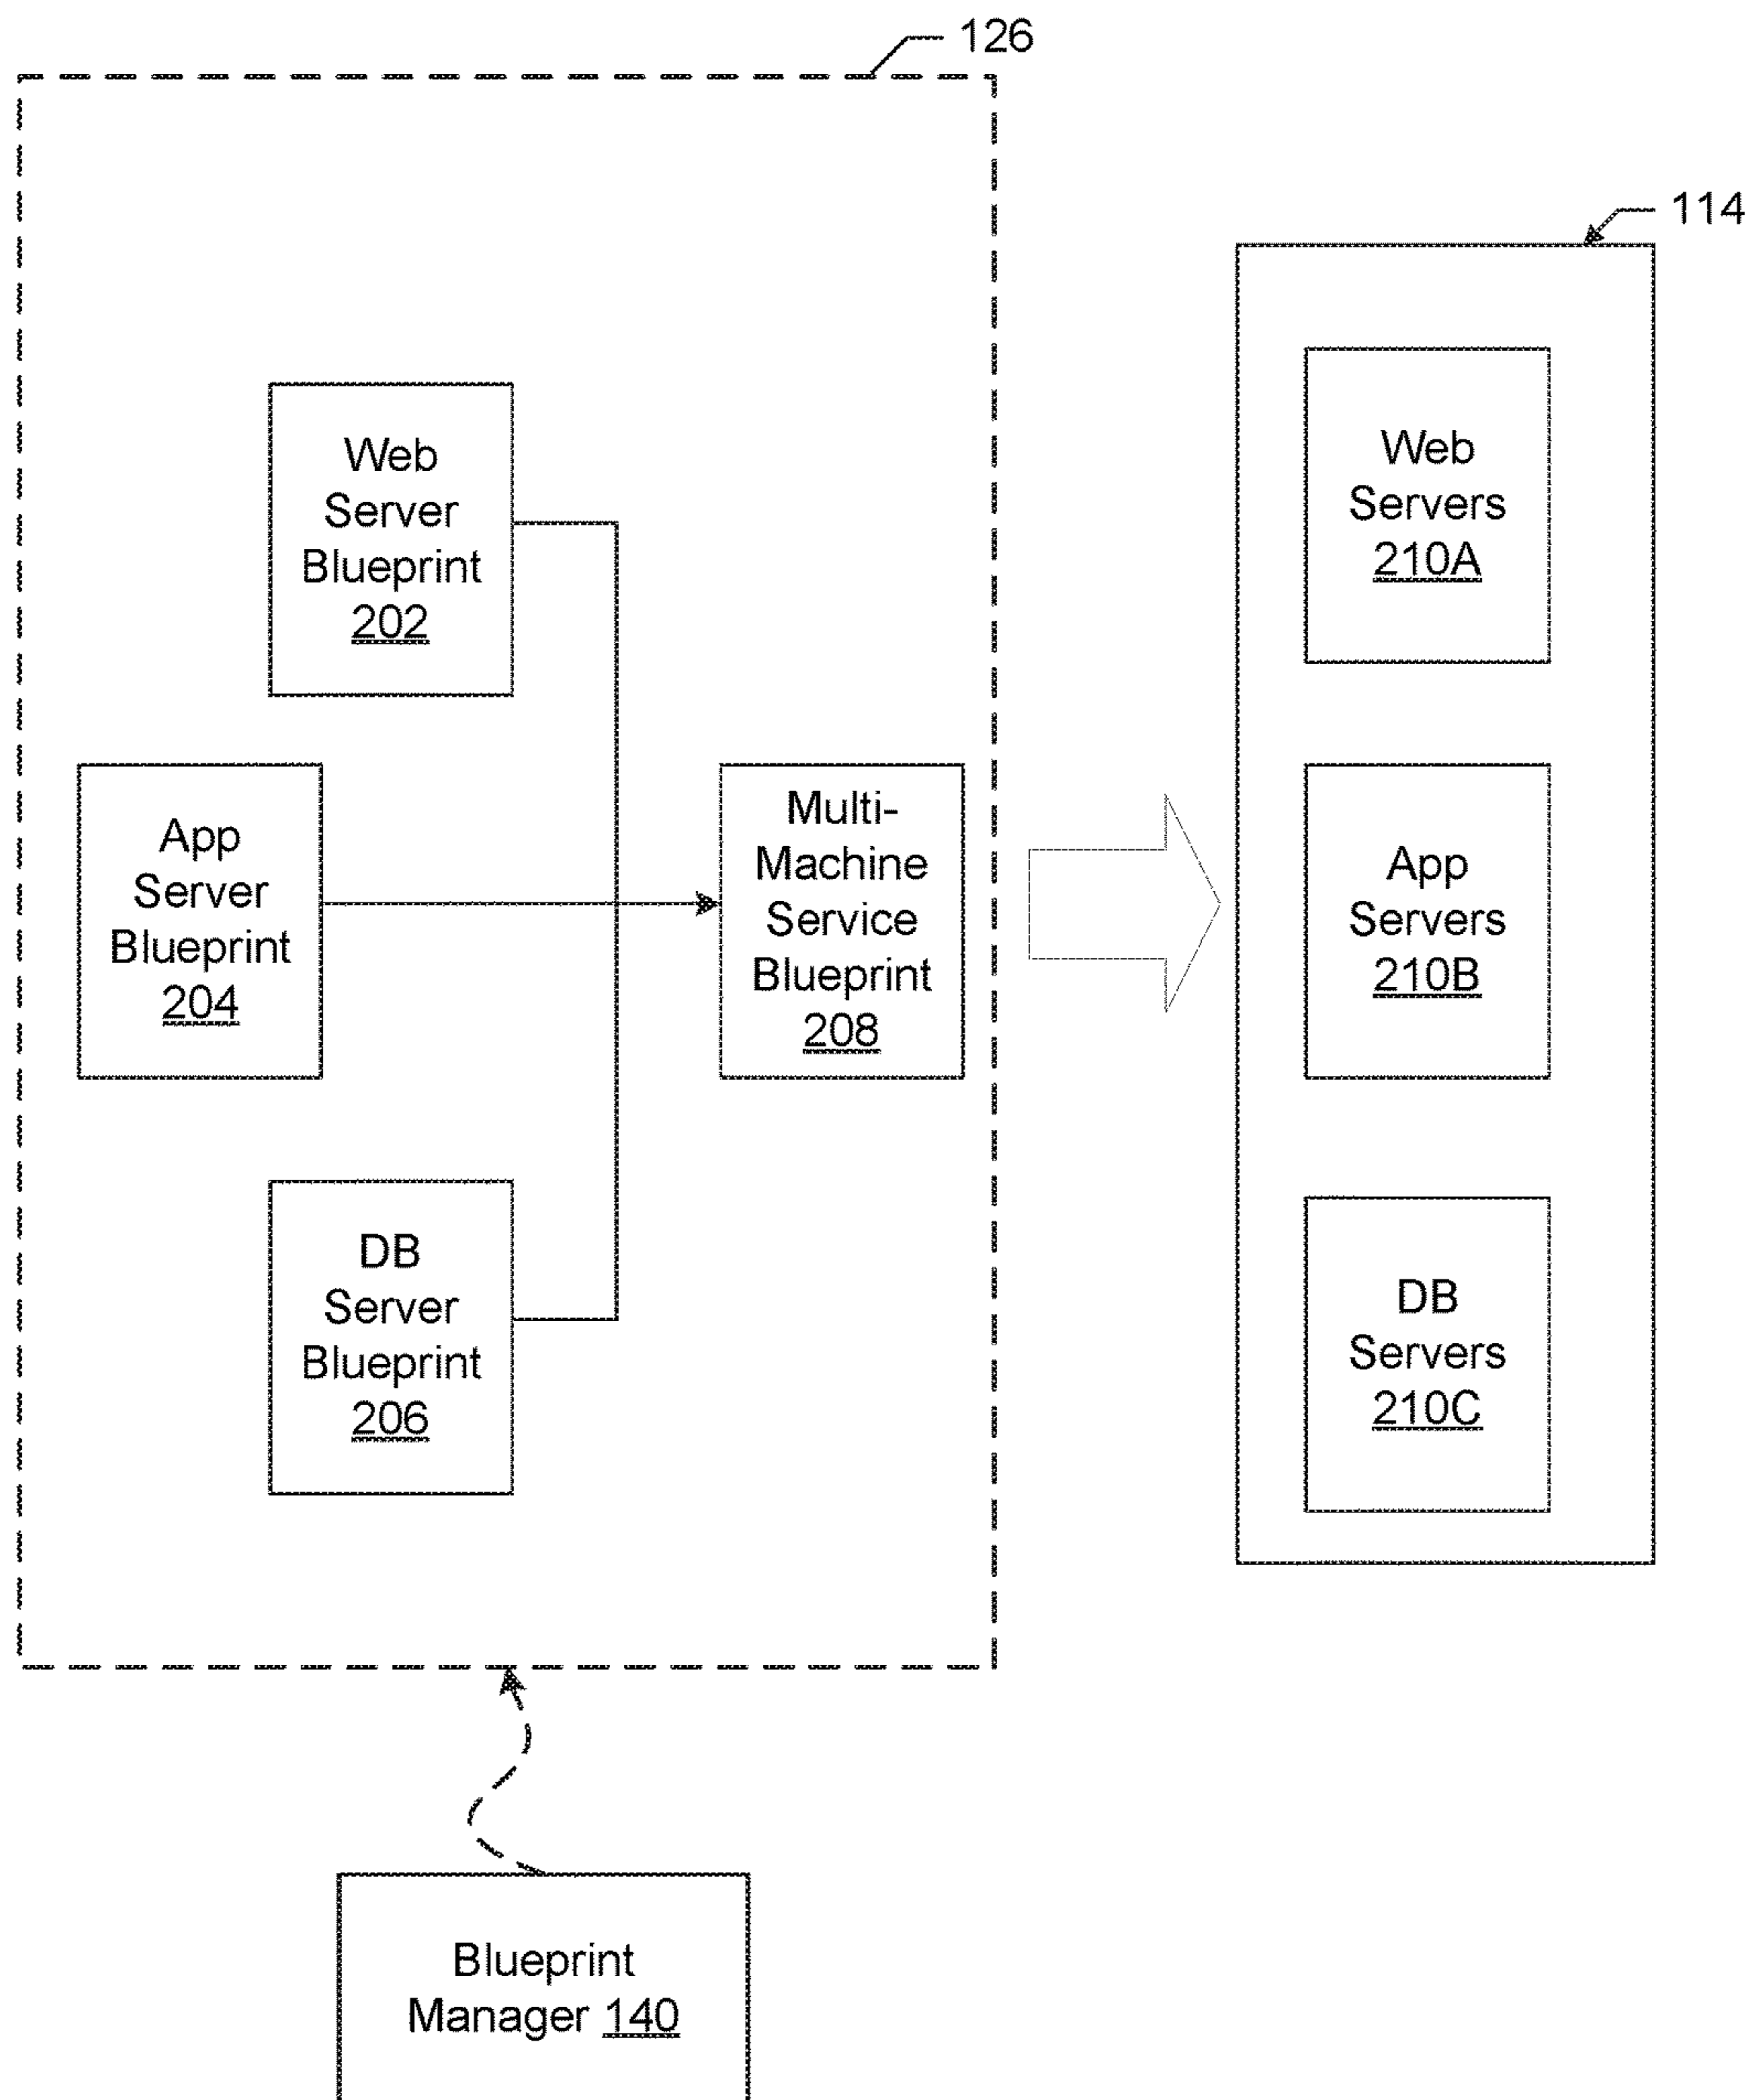 126
114
Web
Server
Blueprint
202
App
Server
Blueprint
204
DB
Server
Blueprint
206
Multi-
Machine
Service
Blueprint
208
Web
Servers
210A
App
Servers
210B
DB
Servers
210C
Blueprint
Manager 140